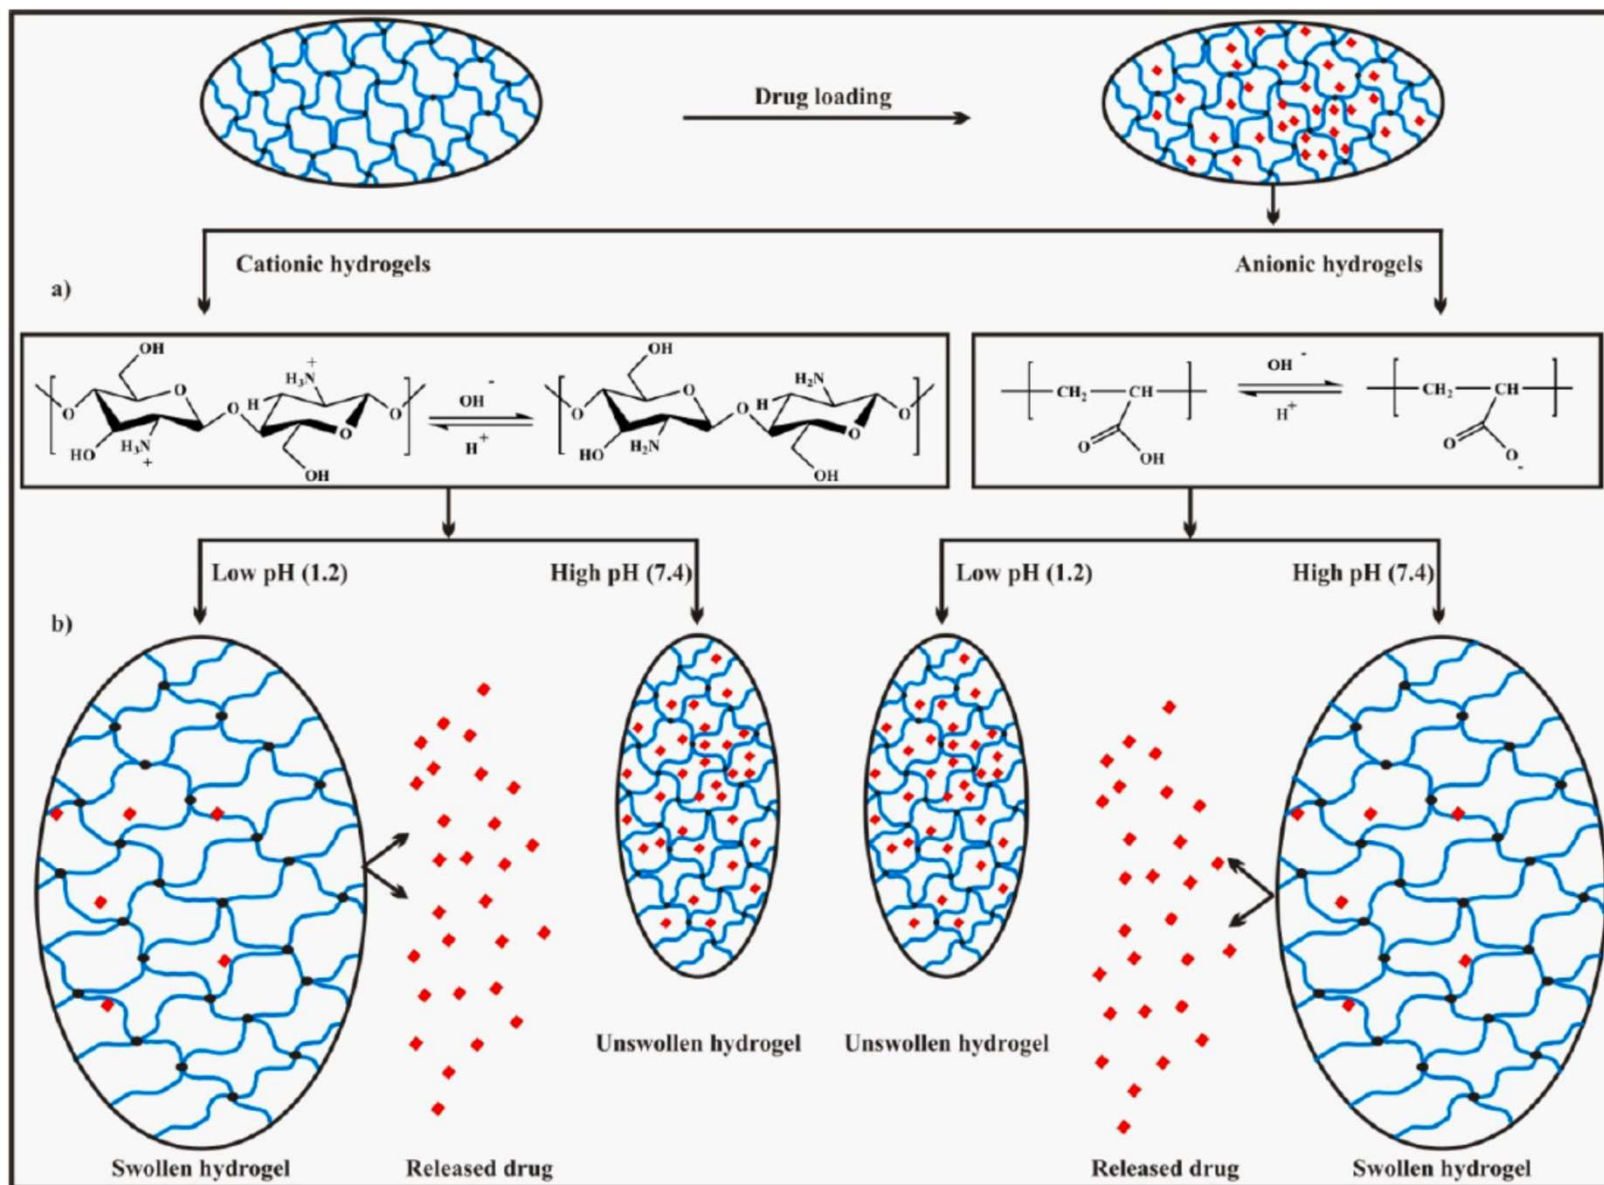 Drug loading
Cationic hydrogels
Anionic hydrogels
a)
OH
O
H₃N
+
H
O
O
O
O
HO
H₃N
+
OH
OH -
H +
OH
O
H₂N
H
O
O
O
O
HO
H₂N
OH
CH₂
CH
O
OH
OH -
H+
CH₂
CH
O
O
-
Low pH (1.2)
High pH (7.4)
Low pH (1.2)
High pH (7.4)
b)
Unswollen hydrogel
Unswollen hydrogel
Swollen hydrogel
Released drug
Released drug
Swollen hydrogel